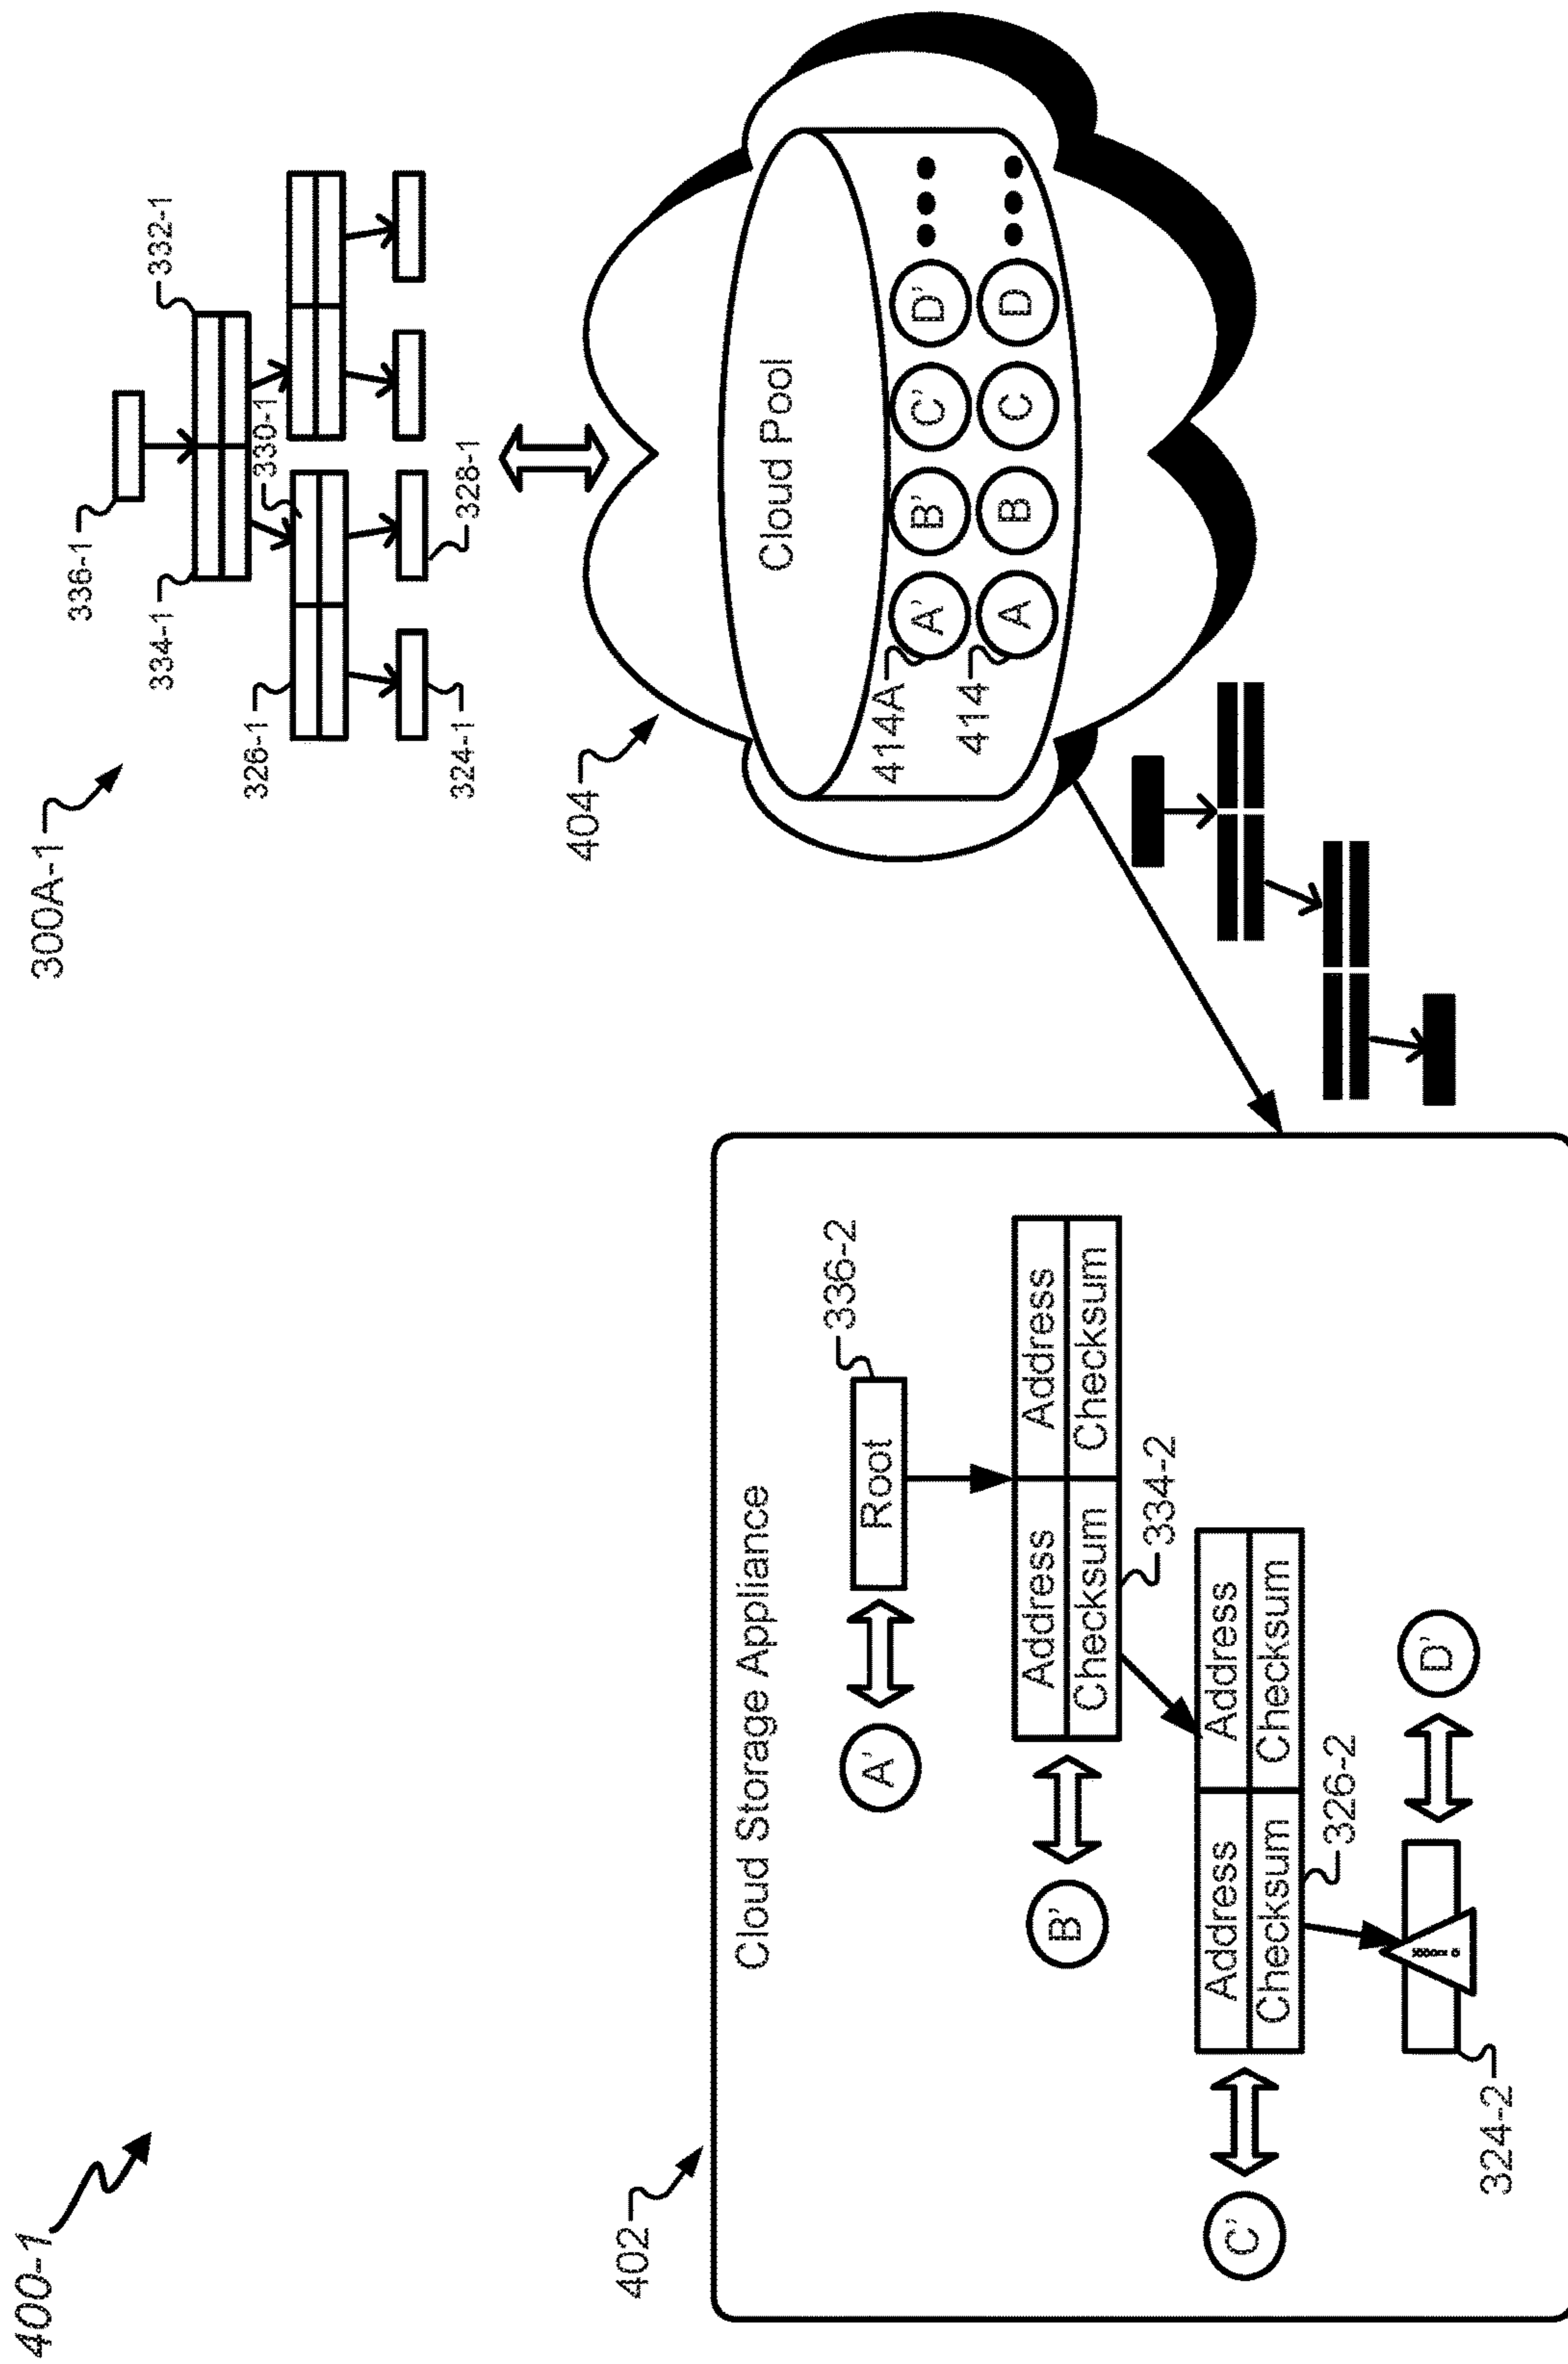 400-1
300A-1
336-1
334-1
332-1
326-1
330-1
324-1
328-1
404
Cloud Pool
414A
A' B' C' D'
414
A B C D
402
Cloud Storage Appliance
A'
Root
336-2
B'
Address Address
Checksum Checksum
334-2
C'
Address Address
Checksum Checksum
326-2
324-2
D'